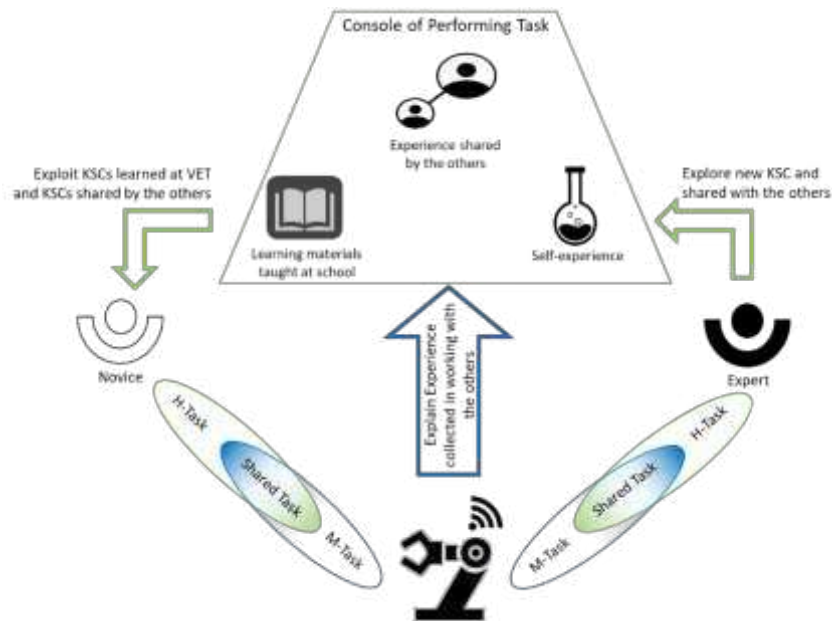 Console of Performing Task
Experience shared
by the others
Exploit KSCs learned at VET
and KSCs shared by the others
Explore new KSC and
shared with the others
Learning materials
taught at school
Self-experience
Explain Experience
collected in working with
the others
Novice
Expert
H-Task
Shared Task
M-Task
H-Task
Shared Task
M-Task